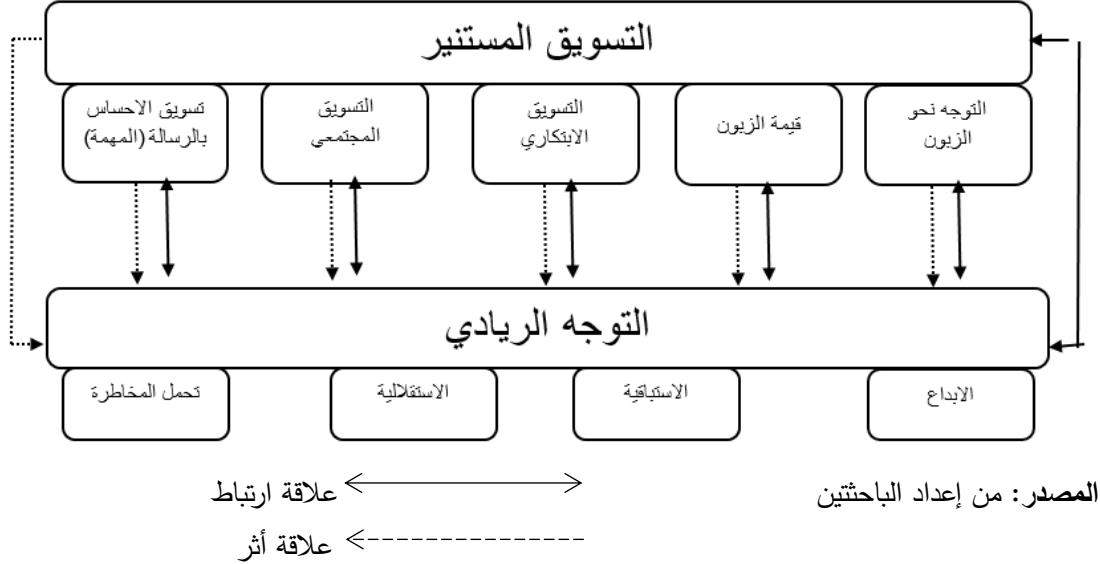 التسويق المستنير
التوجه نحو
الزبون
قيمة الزبون
التسويق
الابتكاري
التسويق
المجتمعي
تسويق الاحساس
بالرسالة (المهمة)
التوجه الريادي
الابداع
الاستباقية
الاستقلالية
تحمل المخاطرة
المصدر: من إعداد الباحثتين
علاقة ارتباط
علاقة أثر